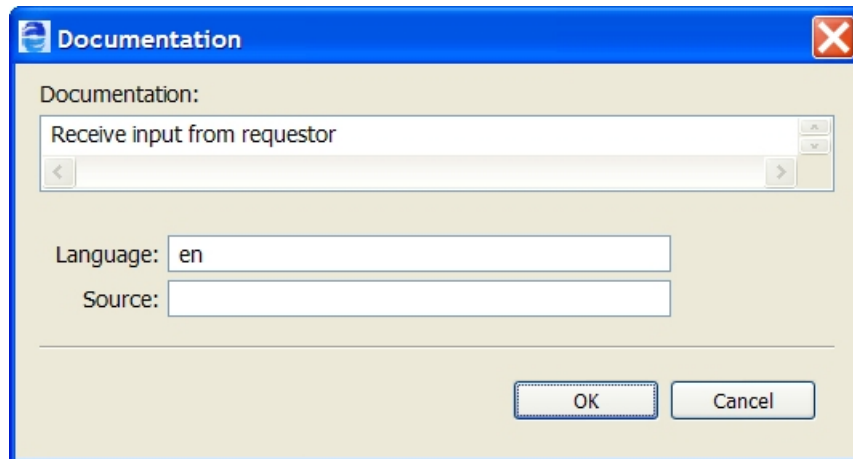 Documentation
Documentation:
Receive input from requestor
Language: en
Source:
OK Cancel